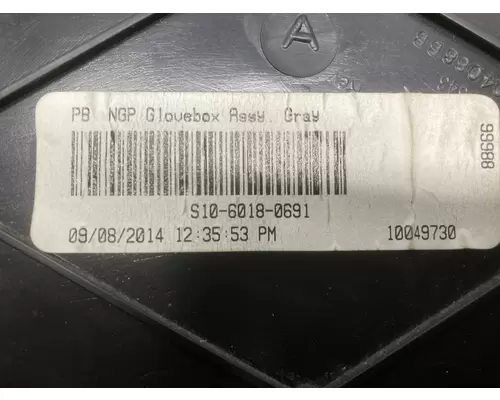 A
PB NGP Glovebox Assy. Gray
S10-6018-0691
09/08/2014 12:35:53 PM
10049730
88666